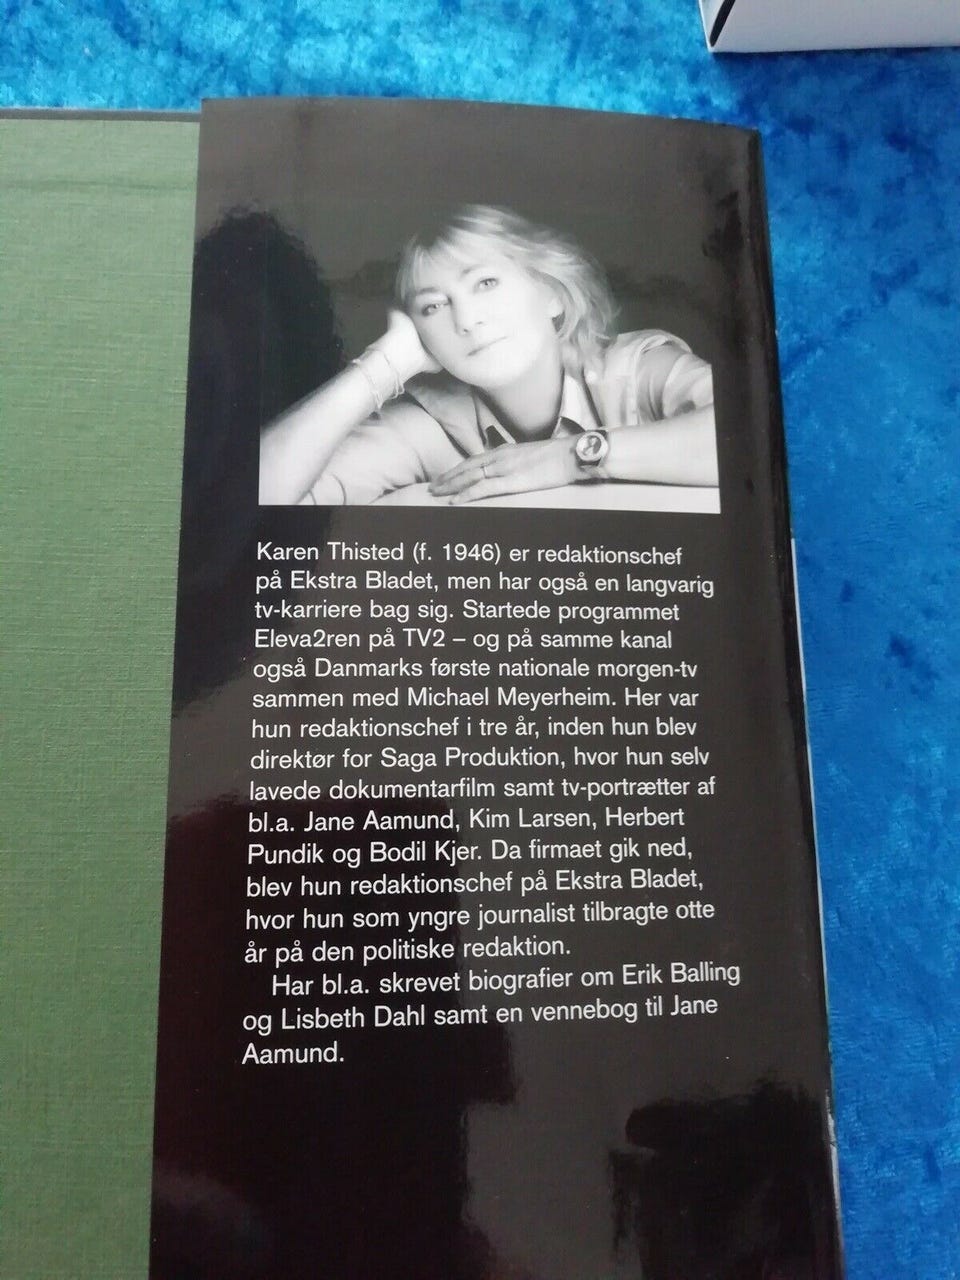 Karen Thisted (f. 1946) er redaktionschef
på Ekstra Bladet, men har også en langvarig
tv-karriere bag sig. Startede programmet
Eleva2ren på TV2 – og på samme kanal
også Danmarks første nationale morgen-tv
sammen med Michael Meyerheim. Her var
hun redaktionschef i tre år, inden hun blev
direktør for Saga Produktion, hvor hun selv
lavede dokumentarfilm samt tv-portrætter af
bl.a. Jane Aamund, Kim Larsen, Herbert
Pundik og Bodil Kjer. Da firmaet gik ned,
blev hun redaktionschef på Ekstra Bladet,
hvor hun som yngre journalist tilbragte otte
år på den politiske redaktion.
Har bl.a. skrevet biografier om Erik Balling
og Lisbeth Dahl samt en vennebog til Jane
Aamund.